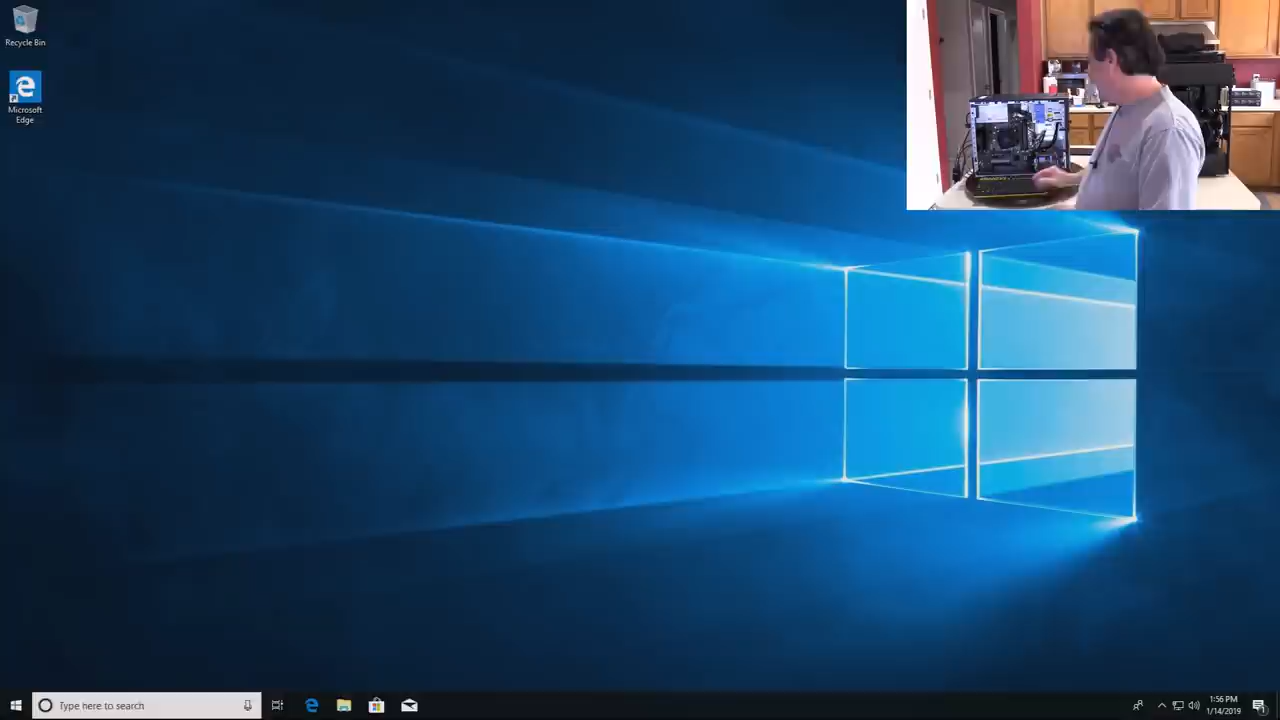 Recycle Bin
Microsoft
Edge
Type here to search
1:56 PM
1/14/2019